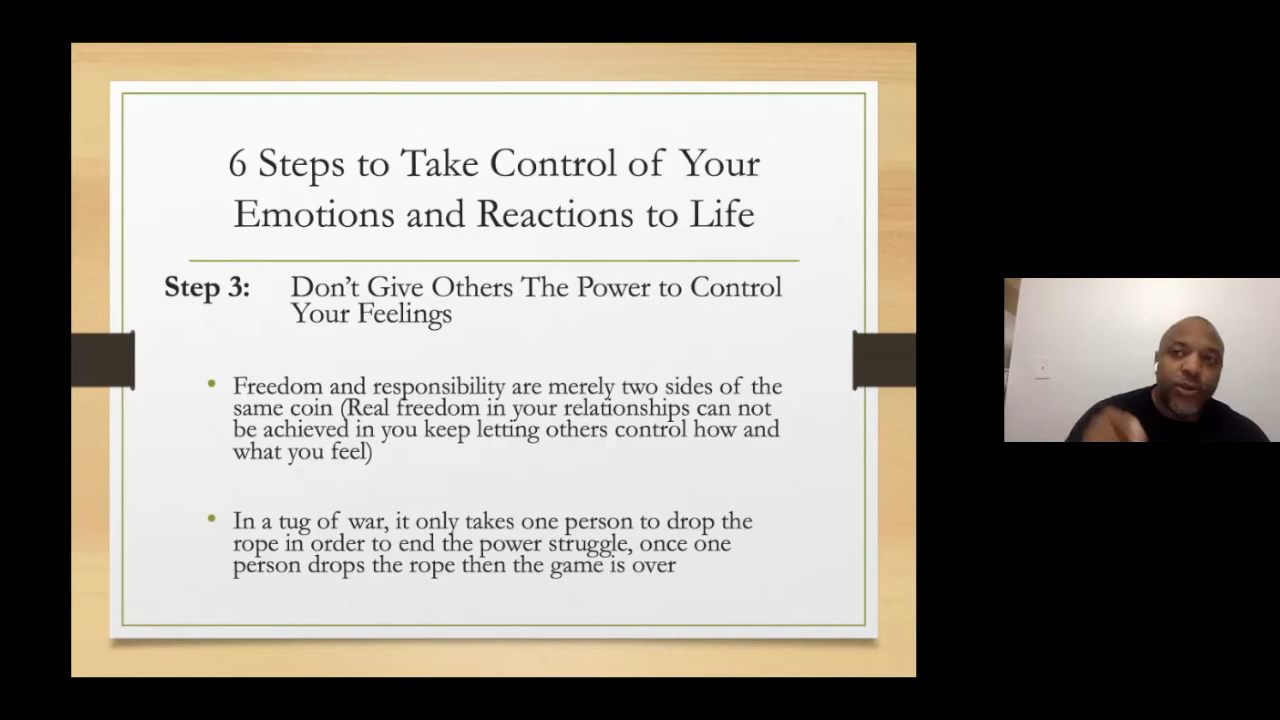 6 Steps to Take Control of Your
Emotions and Reactions to Life
Step 3: Don’t Give Others The Power to Control
Your Feelings
• Freedom and responsibility are merely two sides of the
same coin (Real freedom in your relationships can not
be achieved in you keep letting others control how and
what you feel)
• In a tug of war, it only takes one person to drop the
rope in order to end the power struggle, once one
person drops the rope then the game is over